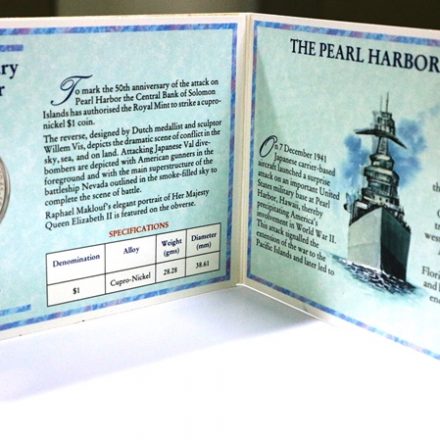 To mark the 50th anniversary of the attack on
Pearl Harbor the Central Bank of Solomon
Islands has authorised the Royal Mint to strike a cupro-
nickel $1 coin.
The reverse, designed by Dutch medallist and sculptor
Willem Vis, depicts the dramatic scene of conflict in the
sky, sea, and on land. Attacking Japanese Val dive-
bombers are depicted with American gunners in the
foreground and with the main superstructure of the
battleship Nevada outlined in the smoke-filled sky to
complete the scene of battle.
Raphael Maklouf's elegant portrait of Her Majesty
Queen Elizabeth II is featured on the obverse.
SPECIFICATIONS
Denomination Alloy Weight (gms) Diameter (mm)
$1 Cupro-Nickel 28.28 38.61
THE PEARL HARBOR
On 7 December 1941
Japanese carrier-based
aircraft launched a surprise
attack on an important United
States military base at Pearl
Harbor, Hawaii, thereby
precipitating America's
involvement in World War II.
This attack signalled the
extension of the war to the
Pacific Islands and later led to